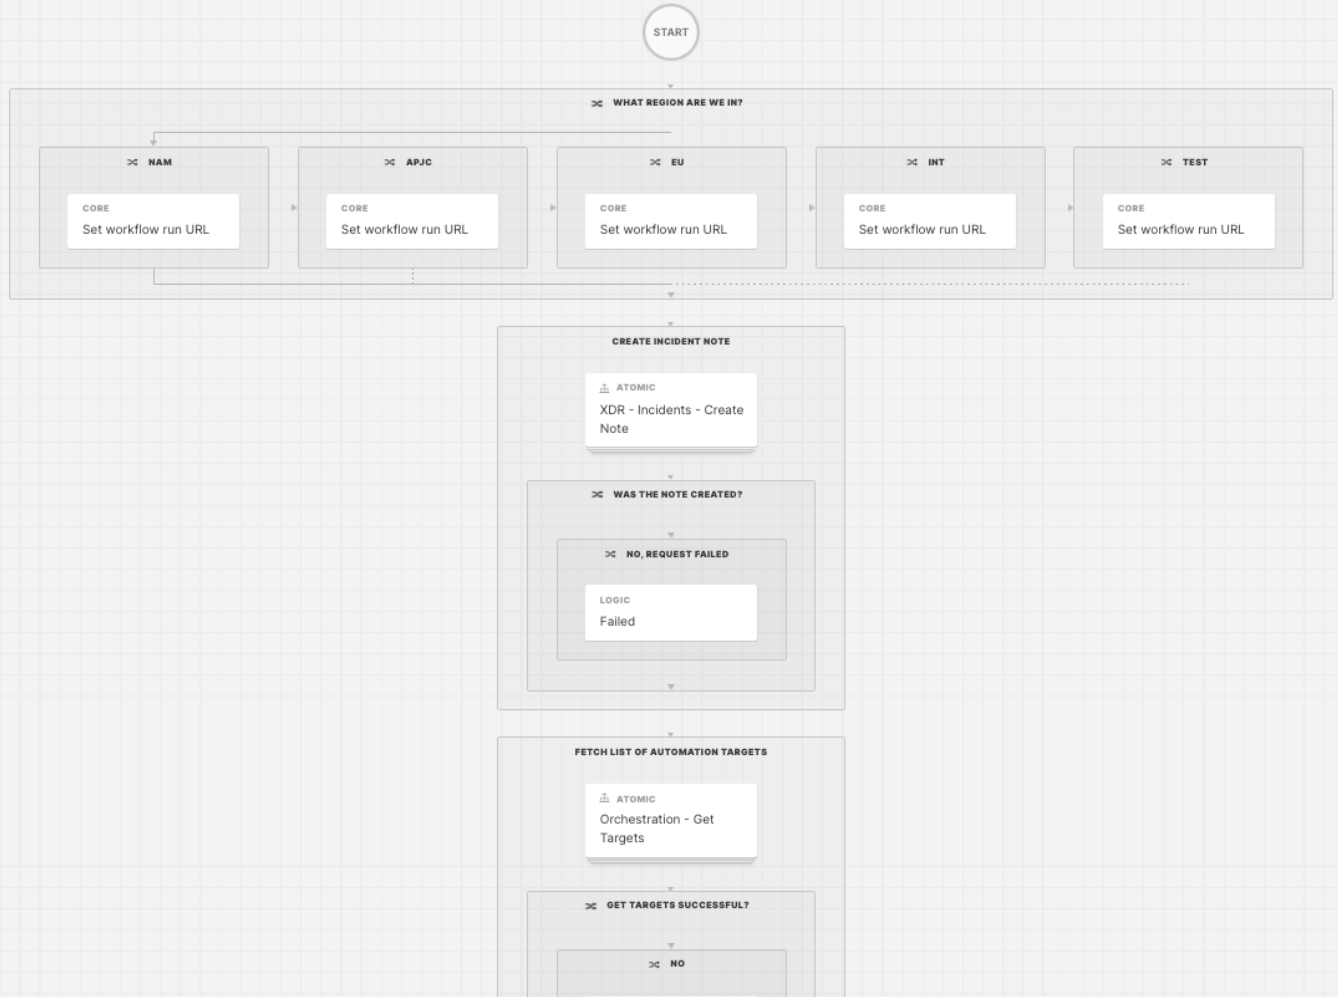 START
WHAT REGION ARE WE IN?
NAM
APJC
EU
INT
TEST
CORE
Set workflow run URL
CORE
Set workflow run URL
CORE
Set workflow run URL
CORE
Set workflow run URL
CORE
Set workflow run URL
CREATE INCIDENT NOTE
ATOMIC
XDR - Incidents - Create
Note
WAS THE NOTE CREATED?
NO, REQUEST FAILED
LOGIC
Failed
FETCH LIST OF AUTOMATION TARGETS
ATOMIC
Orchestration - Get
Targets
GET TARGETS SUCCESSFUL?
NO